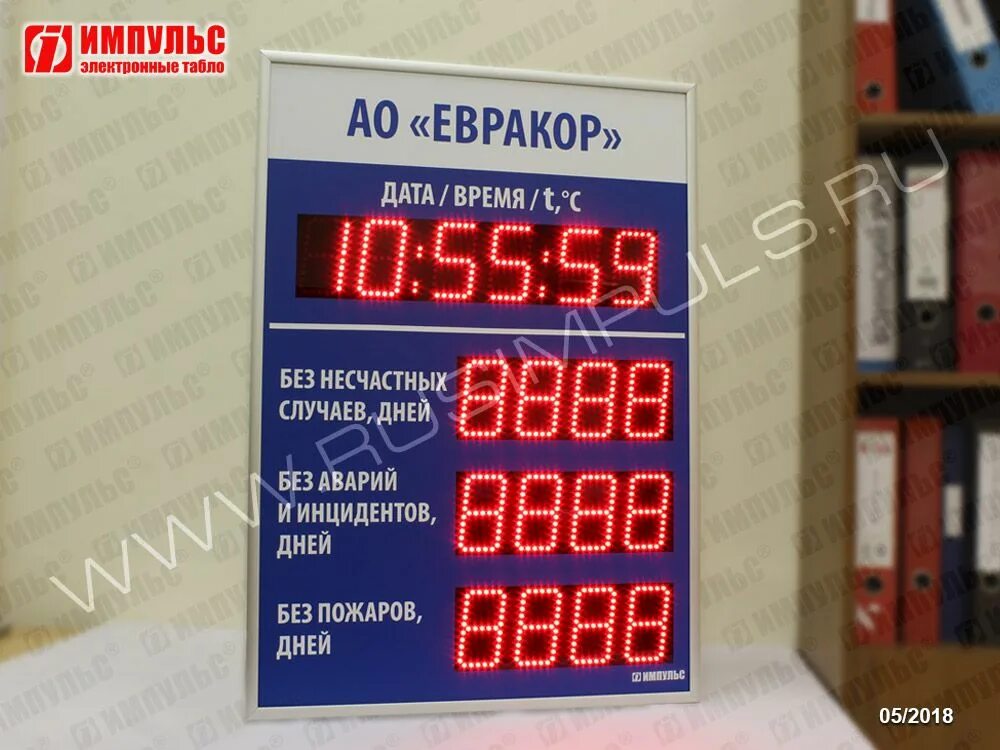 ИМПУЛЬС®
электронные табло
АО «ЕВРАКОР»
ДАТА / ВРЕМЯ / t,°C
10:55:59
БЕЗ НЕСЧАСТНЫХ
СЛУЧАЕВ, ДНЕЙ
8888
БЕЗ АВАРИЙ
И ИНЦИДЕНТОВ,
ДНЕЙ
8888
БЕЗ ПОЖАРОВ,
ДНЕЙ
8888
ИМПУЛЬС
WWW.RUSIMPULS.RU
05/2018